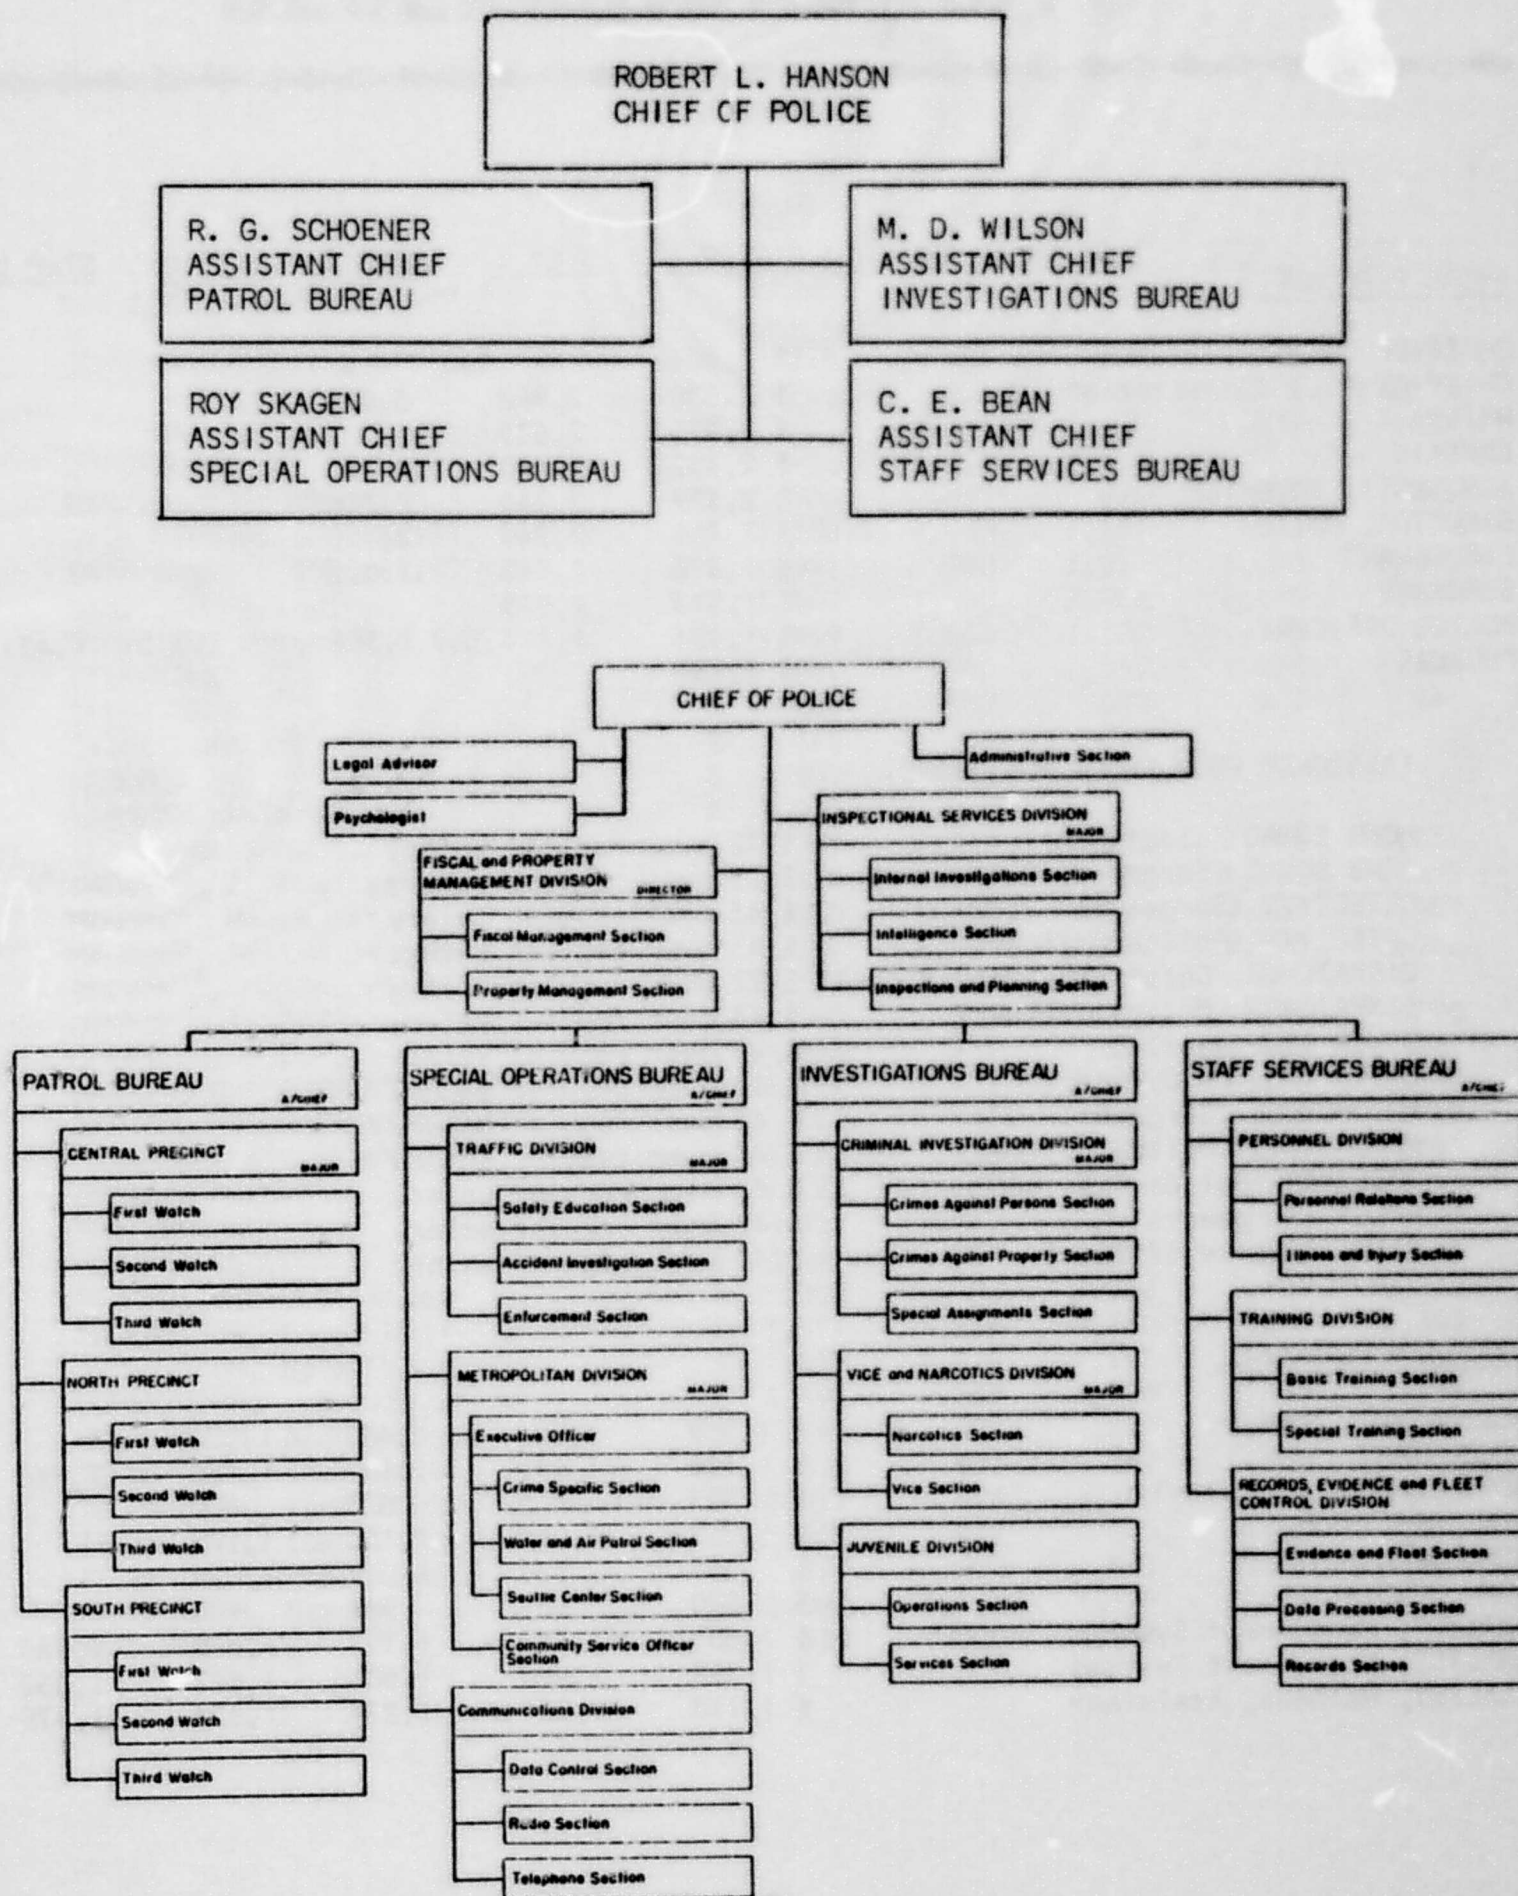 ROBERT L. HANSON
CHIEF OF POLICE
R. G. SCHOENER
ASSISTANT CHIEF
PATROL BUREAU
M. D. WILSON
ASSISTANT CHIEF
INVESTIGATIONS BUREAU
ROY SKAGEN
ASSISTANT CHIEF
SPECIAL OPERATIONS BUREAU
C. E. BEAN
ASSISTANT CHIEF
STAFF SERVICES BUREAU
CHIEF OF POLICE
Legal Advisor
Administrative Section
Psychologist
INSPECTIONAL SERVICES DIVISION
MAJOR
Internal Investigations Section
Intelligence Section
Inspections and Planning Section
FISCAL and PROPERTY
MANAGEMENT DIVISION
DIRECTOR
Fiscal Management Section
Property Management Section
PATROL BUREAU
A/CHIEF
CENTRAL PRECINCT
MAJOR
First Watch
Second Watch
Third Watch
NORTH PRECINCT
First Watch
Second Watch
Third Watch
SOUTH PRECINCT
First Watch
Second Watch
Third Watch
SPECIAL OPERATIONS BUREAU
A/CHIEF
TRAFFIC DIVISION
MAJOR
Safety Education Section
Accident Investigation Section
Enforcement Section
METROPOLITAN DIVISION
MAJOR
Executive Officer
Crime Specific Section
Water and Air Patrol Section
Seattle Center Section
Community Service Officer
Section
Communications Division
Data Control Section
Radio Section
Telephone Section
INVESTIGATIONS BUREAU
A/CHIEF
CRIMINAL INVESTIGATION DIVISION
MAJOR
Crimes Against Persons Section
Crimes Against Property Section
Special Assignments Section
VICE and NARCOTICS DIVISION
MAJOR
Narcotics Section
Vice Section
JUVENILE DIVISION
Operations Section
Services Section
STAFF SERVICES BUREAU
A/CHIEF
PERSONNEL DIVISION
Personnel Relations Section
Illness and Injury Section
TRAINING DIVISION
Basic Training Section
Special Training Section
RECORDS, EVIDENCE and FLEET
CONTROL DIVISION
Evidence and Fleet Section
Data Processing Section
Records Section